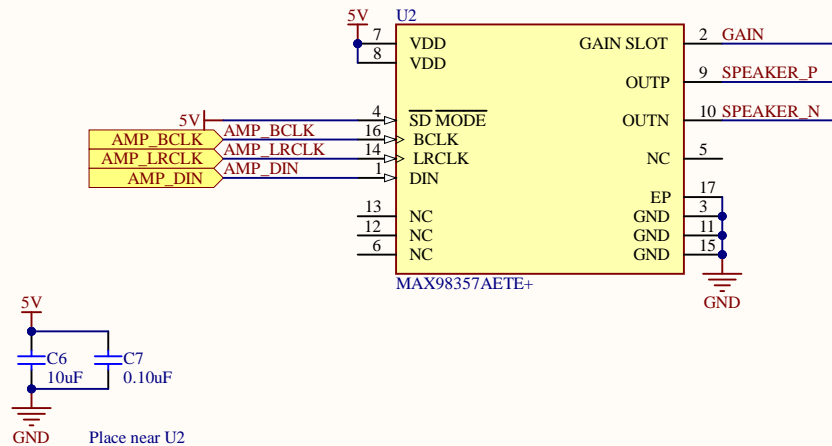 5V
U2
7 VDD
8 VDD
GAIN SLOT 2 GAIN
OUTP 9 SPEAKER_P
5V 4 SD MODE
OUTN 10 SPEAKER_N
AMP_BCLK AMP_BCLK 16 BCLK
AMP_LRCLK AMP_LRCLK 14 LRCLK
NC 5
AMP_DIN AMP_DIN 1 DIN
EP 17
13 NC
GND 3
12 NC
GND 11
6 NC
GND 15
MAX98357AETE+
GND
5V
C6
10uF
C7
0.10uF
GND
Place near U2